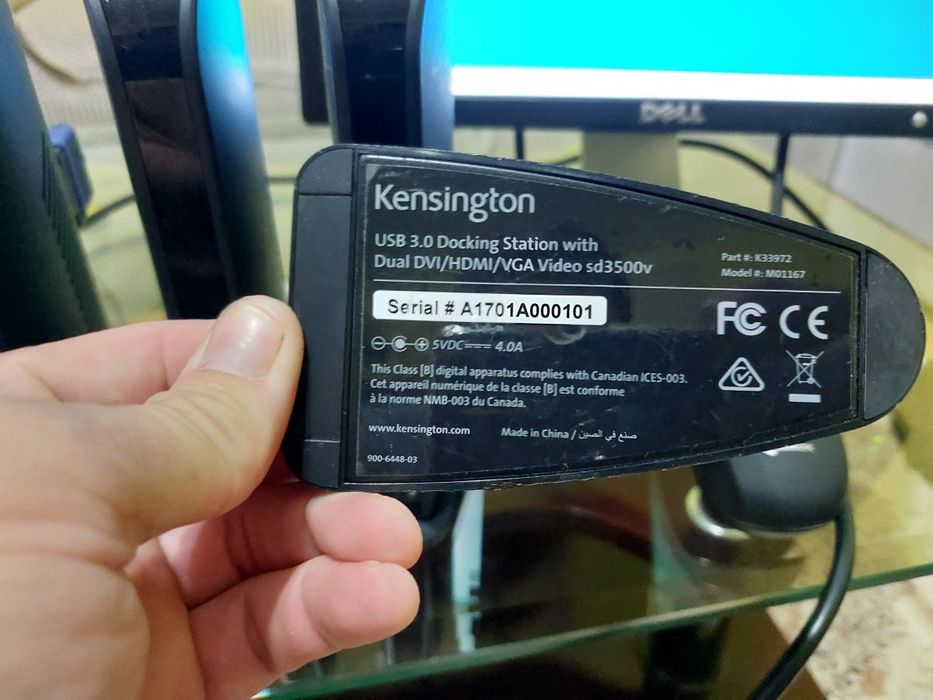 DELL
Kensington
USB 3.0 Docking Station with
Dual DVI/HDMI/VGA Video sd3500v
Part #: K33972
Model #: M01167
Serial # A1701A000101
FC CE
5VDC 4.0A
This Class [B] digital apparatus complies with Canadian ICES-003.
Cet appareil numérique de la classe [B] est conforme
à la norme NMB-003 du Canada.
www.kensington.com
Made in China / صنع في الصين
900-6448-03